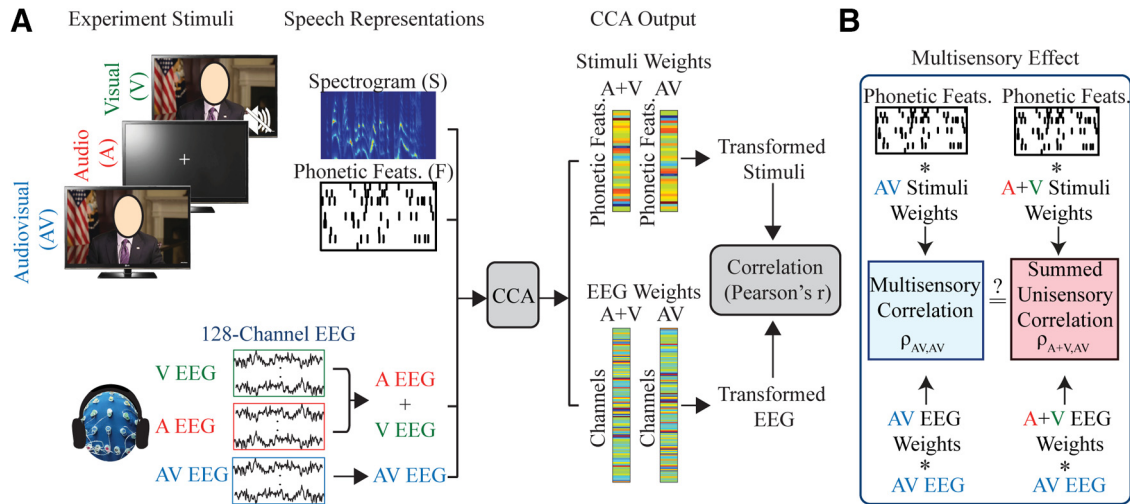 A
Experiment Stimuli
Speech Representations
CCA Output
Visual
(V)
Audio
(A)
Audiovisual
(AV)
Spectrogram (S)
Phonetic Feats. (F)
128-Channel EEG
V EEG
A EEG
AV EEG
A EEG
+
V EEG
AV EEG
CCA
Stimuli Weights
A+V AV
Phonetic Feats.
Phonetic Feats.
Transformed
Stimuli
Correlation
(Pearson's r)
EEG Weights
A+V AV
Channels
Channels
Transformed
EEG
B
Multisensory Effect
Phonetic Feats.
*
AV Stimuli
Weights
Multisensory
Correlation
ρAV,AV
AV EEG
Weights
*
AV EEG
?
=
Phonetic Feats.
*
A+V Stimuli
Weights
Summed
Unisensory
Correlation
ρA+V,AV
A+V EEG
Weights
*
AV EEG